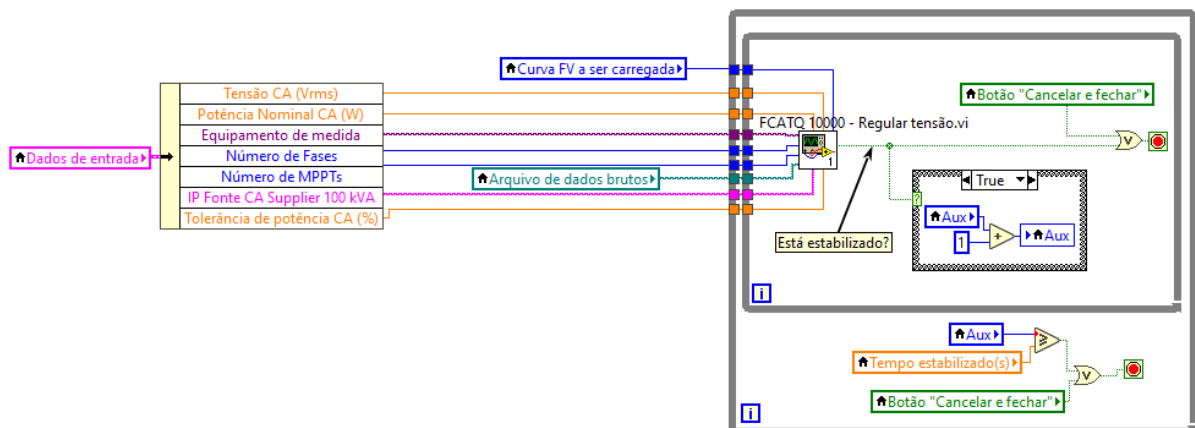 Dados de entrada
Tensão CA (Vrms)
Potência Nominal CA (W)
Equipamento de medida
Número de Fases
Número de MPPTs
IP Fonte CA Supplier 100 kVA
Tolerância de potência CA (%)
Curva FV a ser carregada
Arquivo de dados brutos
FCATQ 10000 - Regular tensão.vi
1
Está estabilizado?
Botão "Cancelar e fechar"
V
True
?
Aux
1
+
Aux
i
Aux
≥
Tempo estabilizado(s)
V
Botão "Cancelar e fechar"
i